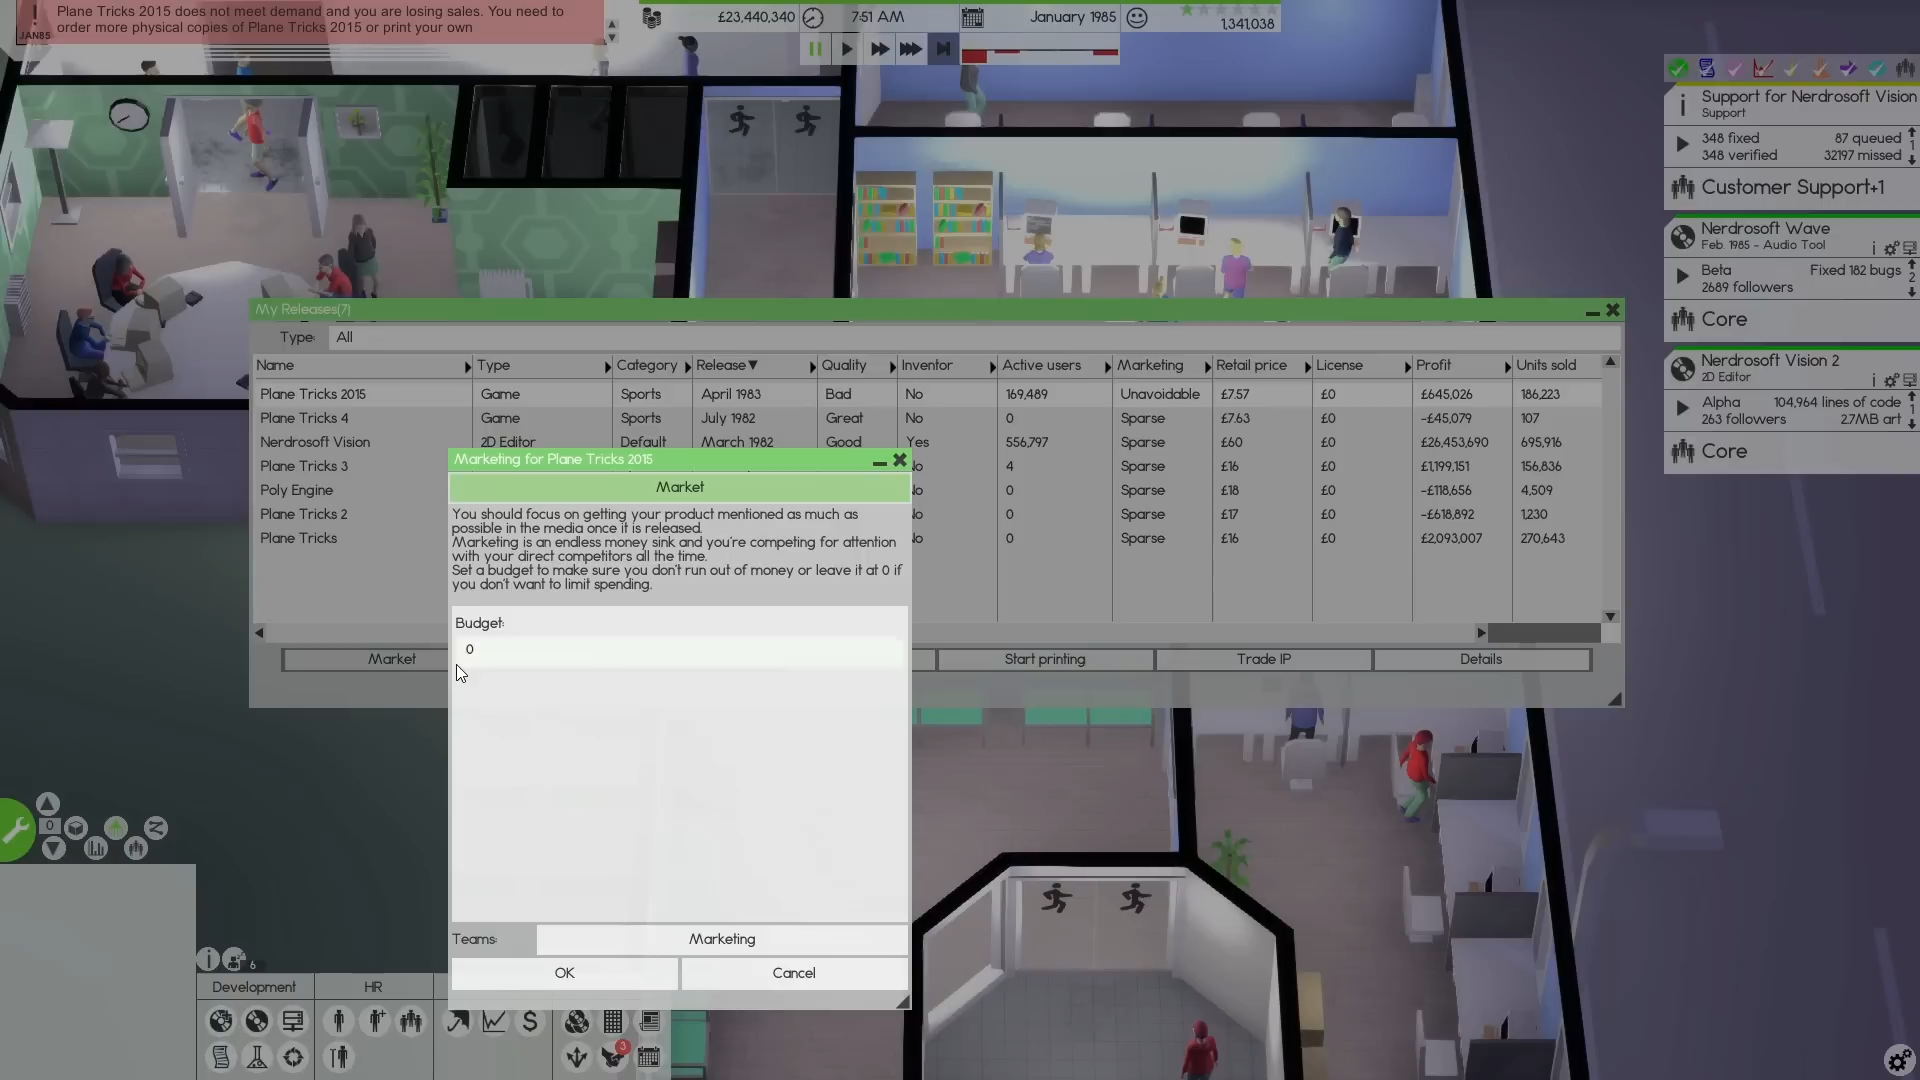 Plane Tricks 2015 does not meet demand and you are losing sales. You need to
order more physical copies of Plane Tricks 2015 or print your own
JAN85
£23,440,340
7:51 AM
January 1985
1,341,038
Support for Nerdrosoft Vision
Support
348 fixed 87 queued
348 verified 32197 missed
1
Customer Support+1
Nerdrosoft Wave
Feb. 1985 - Audio Tool
Beta Fixed 182 bugs
2689 followers
2
Core
Nerdrosoft Vision 2
2D Editor
Alpha 104,964 lines of code
263 followers 2.7MB art
1
Core
My Releases(7)
Type: All
Name Type Category Release Quality Inventor Active users Marketing Retail price License Profit Units sold
Plane Tricks 2015 Game Sports April 1983 Bad No 169,489 Unavoidable £7.57 £0 £645,026 186,223
Plane Tricks 4 Game Sports July 1982 Great No 0 Sparse £7.63 £0 -£45,079 107
Nerdrosoft Vision 2D Editor Default March 1982 Good Yes 556,797 Sparse £60 £0 £26,453,690 695,916
Plane Tricks 3 No 4 Sparse £16 £0 £1,199,151 156,836
Poly Engine No 0 Sparse £18 £0 -£118,656 4,509
Plane Tricks 2 No 0 Sparse £17 £0 -£618,892 1,230
Plane Tricks No 0 Sparse £16 £0 £2,093,007 270,643
Market Start printing Trade IP Details
Marketing for Plane Tricks 2015
Market
You should focus on getting your product mentioned as much as
possible in the media once it is released.
Marketing is an endless money sink and you're competing for attention
with your direct competitors all the time.
Set a budget to make sure you don't run out of money or leave it at 0 if
you don't want to limit spending.
Budget:
0
Teams: Marketing
OK Cancel
0
6
Development HR
3